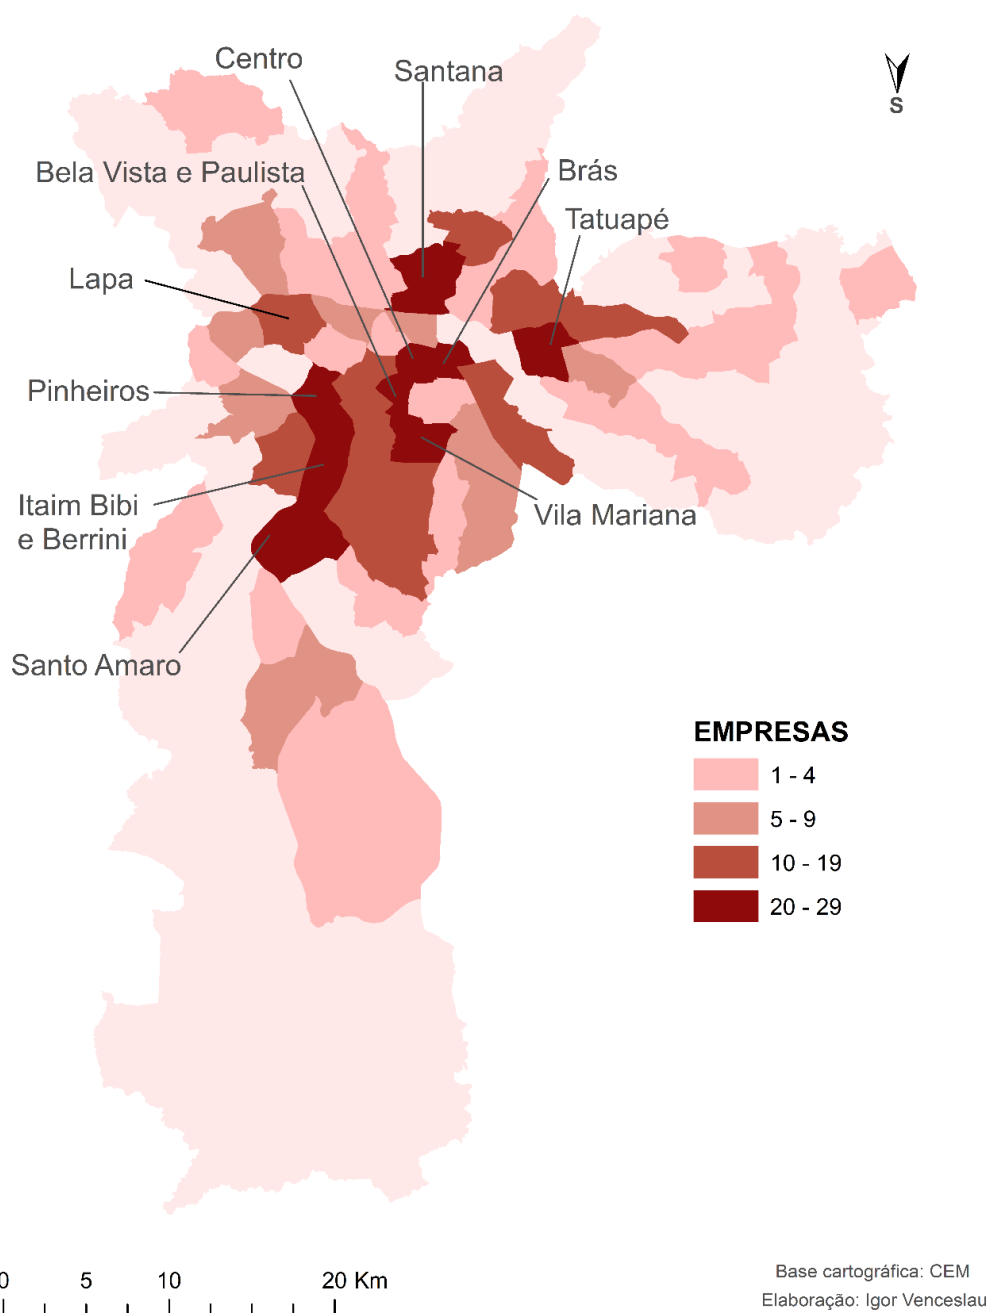 Centro
Santana
S
Bela Vista e Paulista
Brás
Tatuapé
Lapa
Pinheiros
Itaim Bibi
e Berrini
Vila Mariana
Santo Amaro
EMPRESAS
1 - 4
5 - 9
10 - 19
20 - 29
0 5 10 20 Km
Base cartográfica: CEM
Elaboração: Igor Venceslau